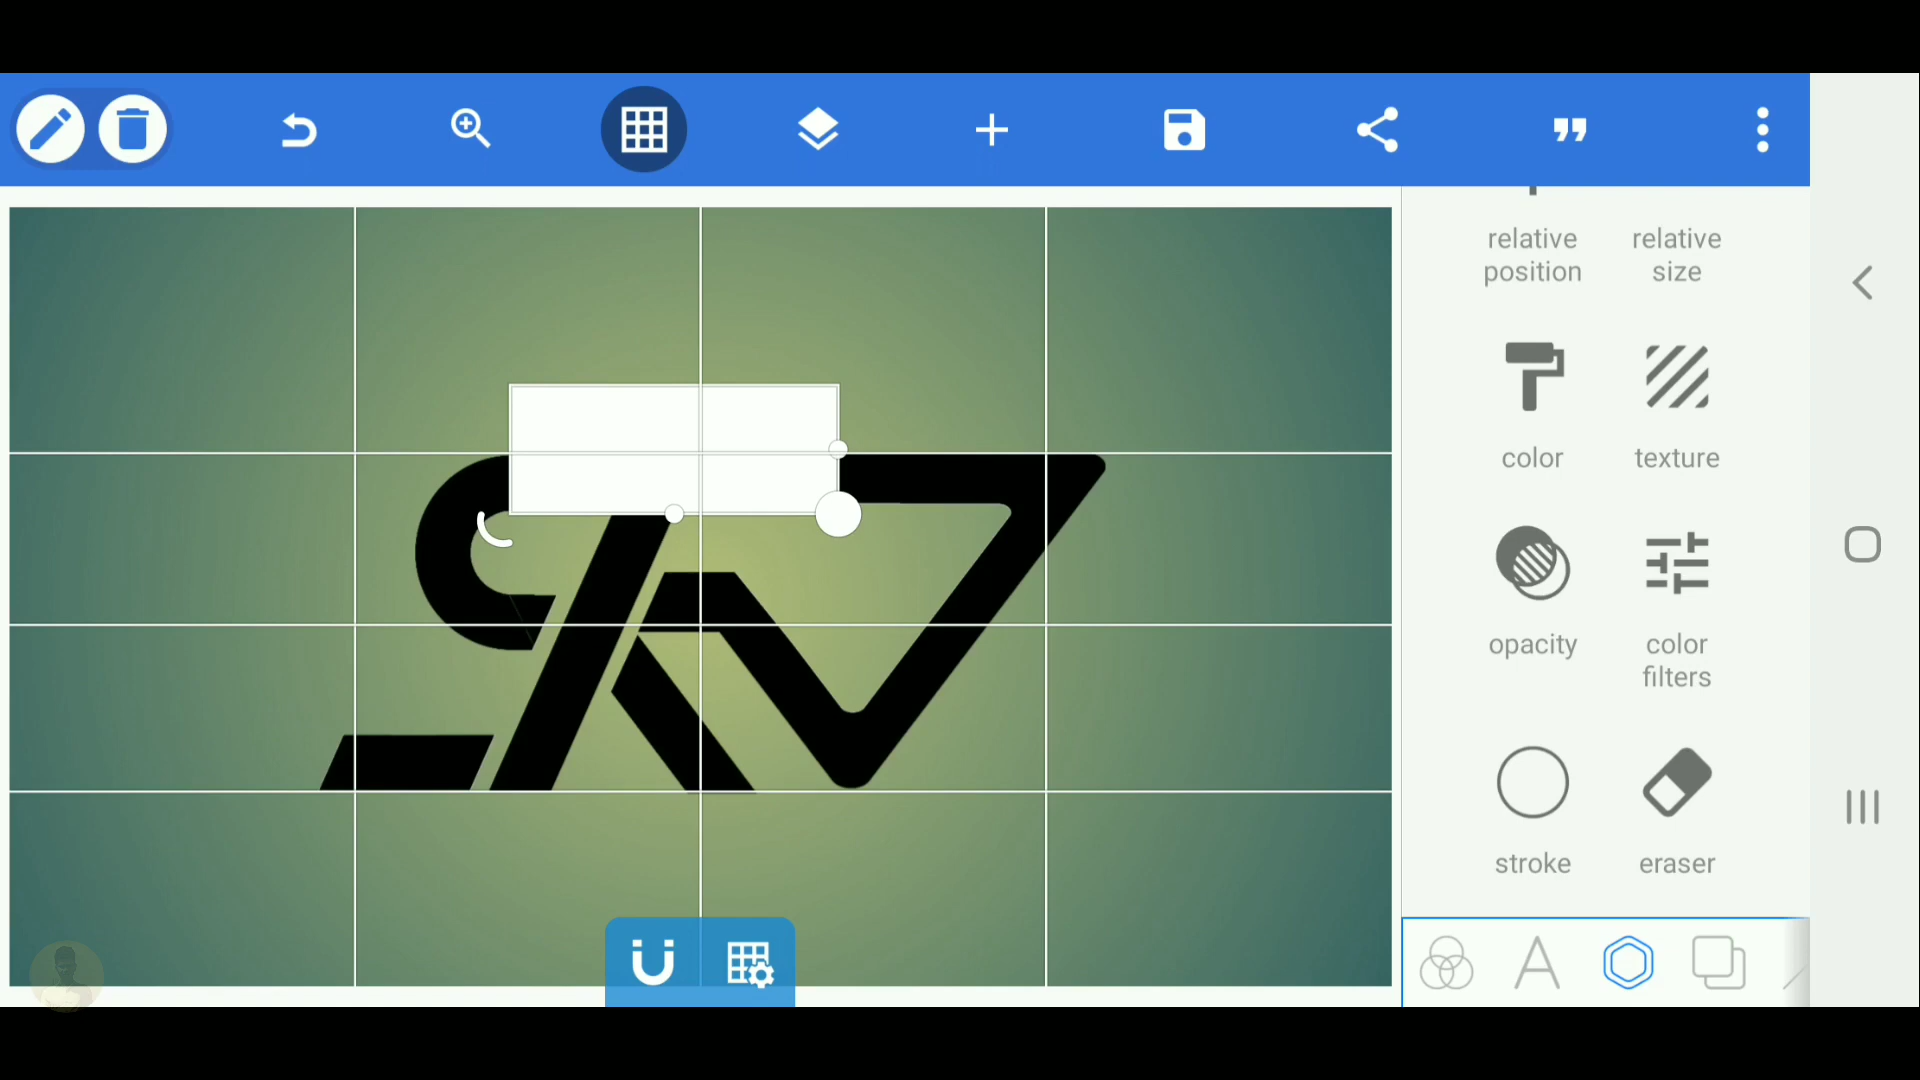 relative position
relative size
color
texture
opacity
color filters
stroke
eraser